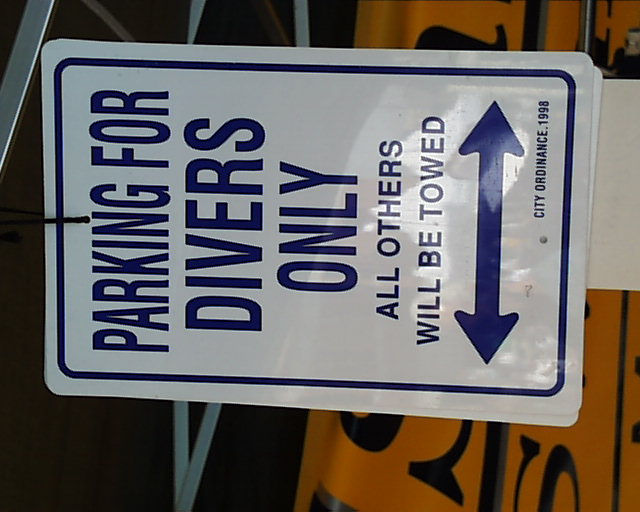 PARKING FOR
DIVERS
ONLY
ALL OTHERS
WILL BE TOWED
CITY ORDINANCE.1998